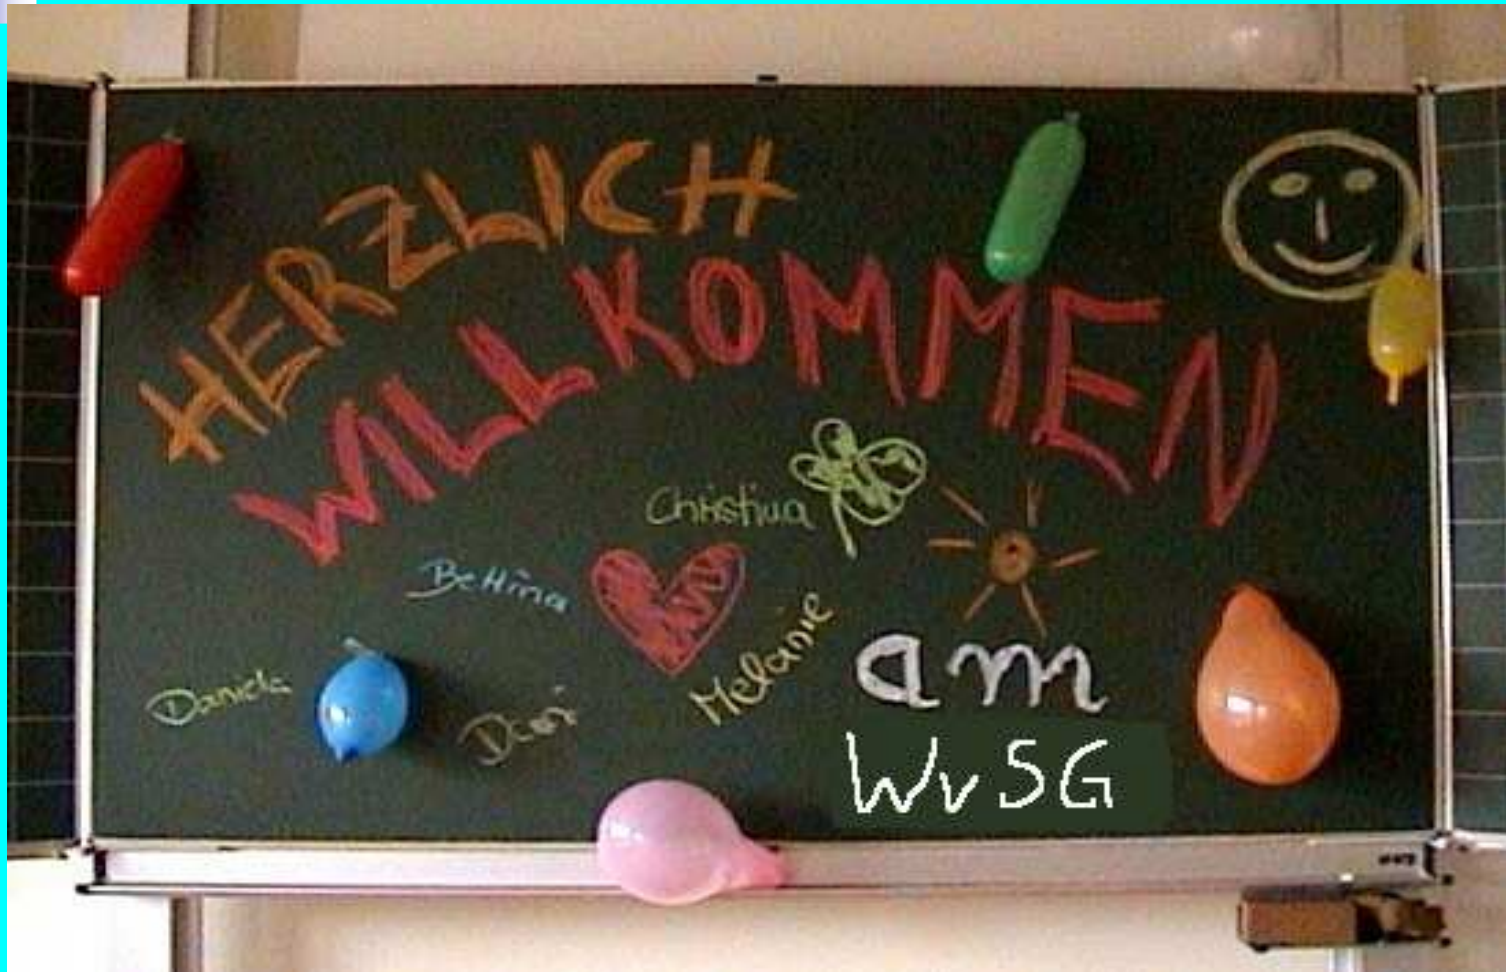 HERZLICH
WILLKOMMEN
Christina
Bettina
Melanie
Daniela
am
WvSG